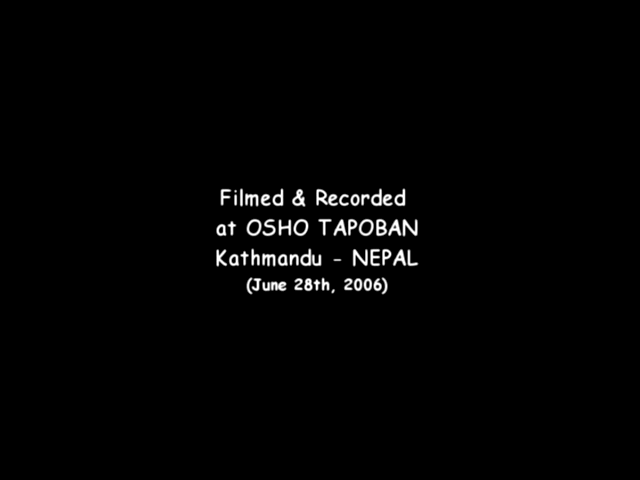 Filmed & Recorded
at OSHO TAPOBAN
Kathmandu - NEPAL
(June 28th, 2006)